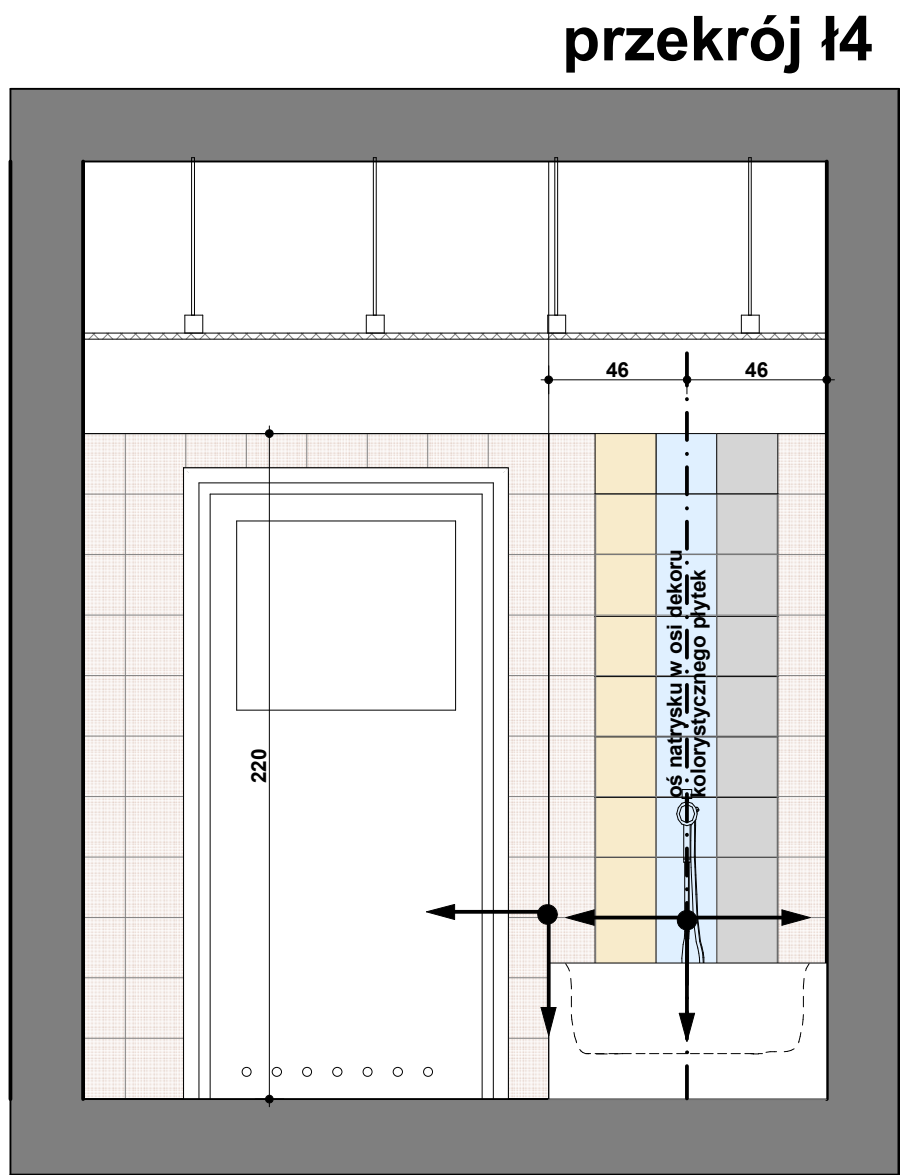 przekrój ł4
46
46
oś natrysku w osi dekoru
kolorystycznego płytek
220